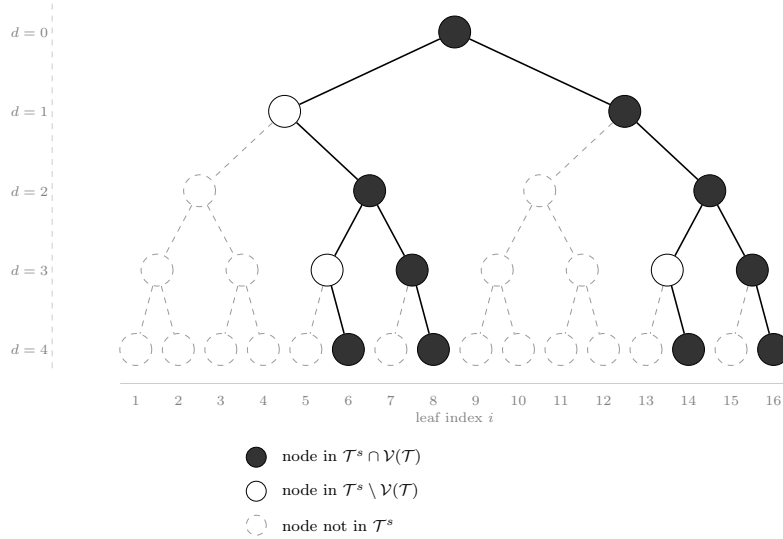 d = 0
d = 1
d = 2
d = 3
d = 4
1 2 3 4 5 6 7 8 9 10 11 12 13 14 15 16
leaf index i
node in 𝒯ˢ ∩ 𝒱(𝒯)
node in 𝒯ˢ \ 𝒱(𝒯)
node not in 𝒯ˢ